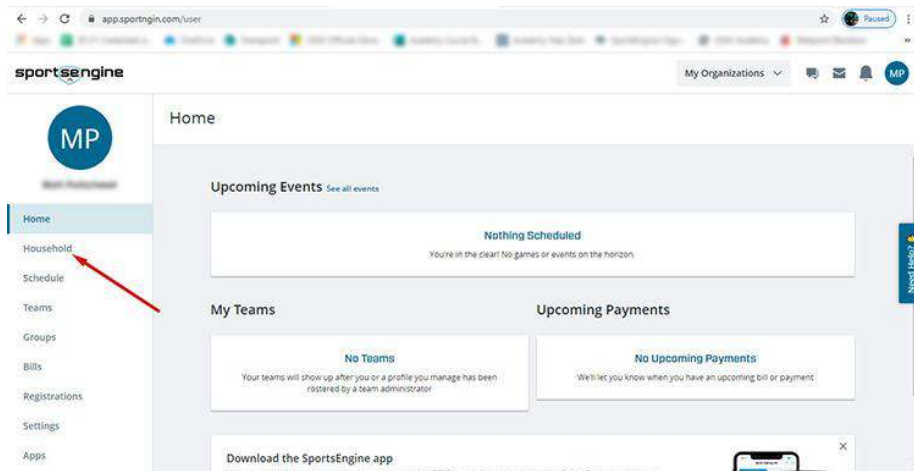 app.sportngin.com/user
Paused
sportsengine
My Organizations
MP
MP
Home
Home
Household
Schedule
Teams
Groups
Bills
Registrations
Settings
Apps
Upcoming Events See all events
Nothing Scheduled
You're in the clear! No games or events on the horizon.
My Teams
No Teams
Your teams will show up after you or a profile you manage has been
rostered by a team administrator
Upcoming Payments
No Upcoming Payments
We'll let you know when you have an upcoming bill or payment
Need Help?
Download the SportsEngine app